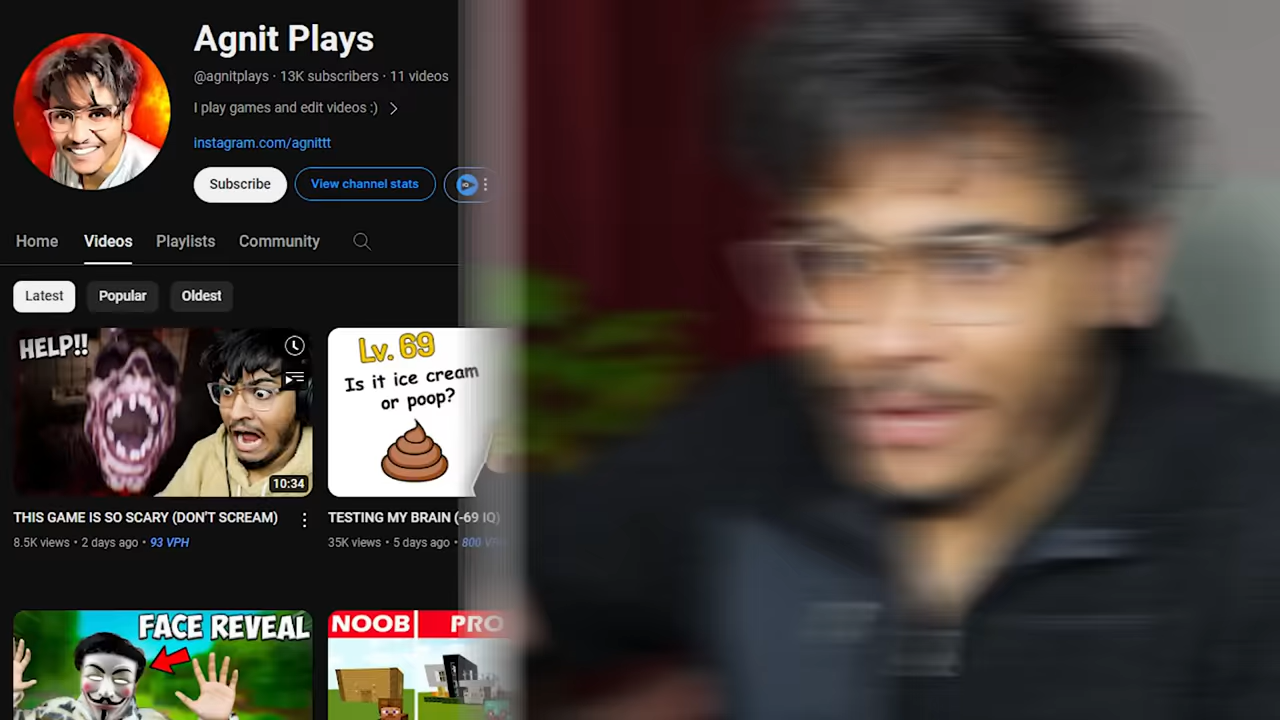 Agnit Plays
@agnitplays · 13K subscribers · 11 videos
I play games and edit videos :)
instagram.com/agnittt
Subscribe
View channel stats
IQ
Home
Videos
Playlists
Community
Latest
Popular
Oldest
HELP!!
10:34
Lv. 69
Is it ice cream
or poop?
THIS GAME IS SO SCARY (DON'T SCREAM)
TESTING MY BRAIN (-69 IQ)
8.5K views · 2 days ago · 93 VPH
35K views · 5 days ago · 800 VPH
FACE REVEAL
NOOB
PRO